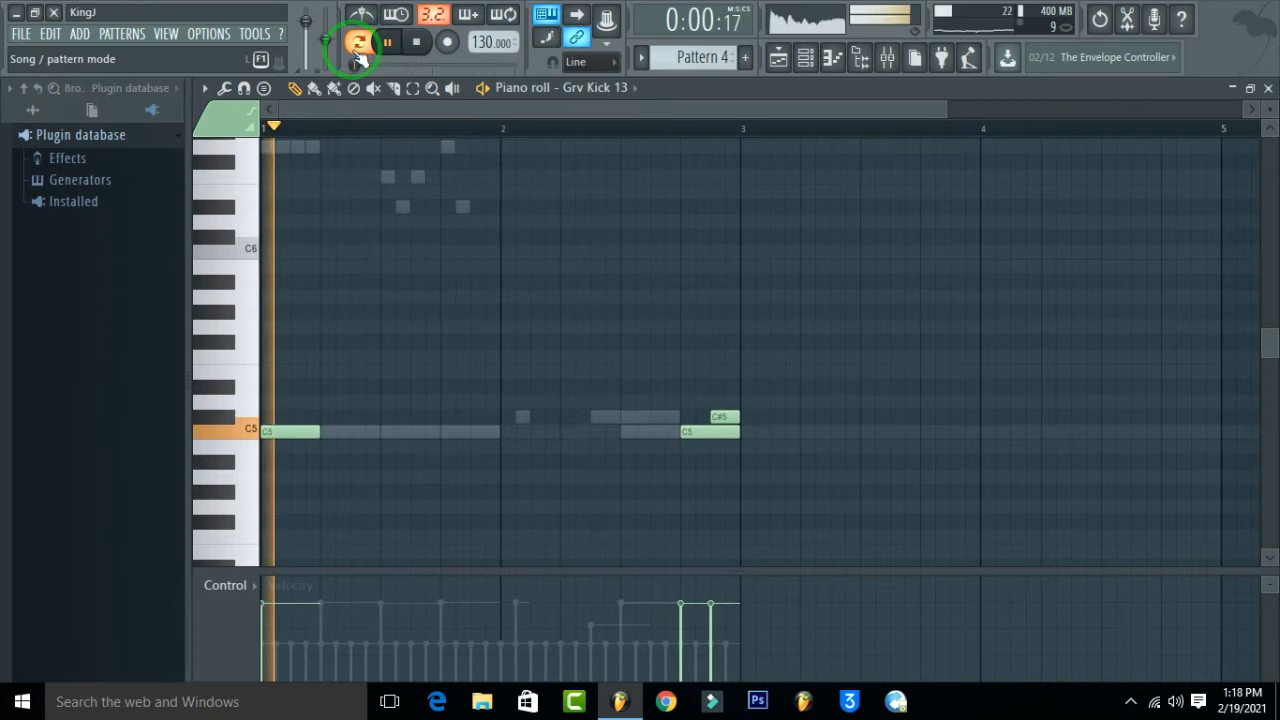 KingJ
FILE EDIT ADD PATTERNS VIEW OPTIONS TOOLS ?
Song / pattern mode L F1
3.2.
130.000
Line
0:00:17
M:S:CS
Pattern 4
22
400 MB
9
02/12 The Envelope Controller
Bro.. Plugin database
Piano roll - Grv Kick 13
Plugin database
Effects
Generators
Installed
1 2 3 4 5
C6
C5
C5
C#5
C5
Control
Velocity
Search the web and Windows
1:18 PM
2/19/2021